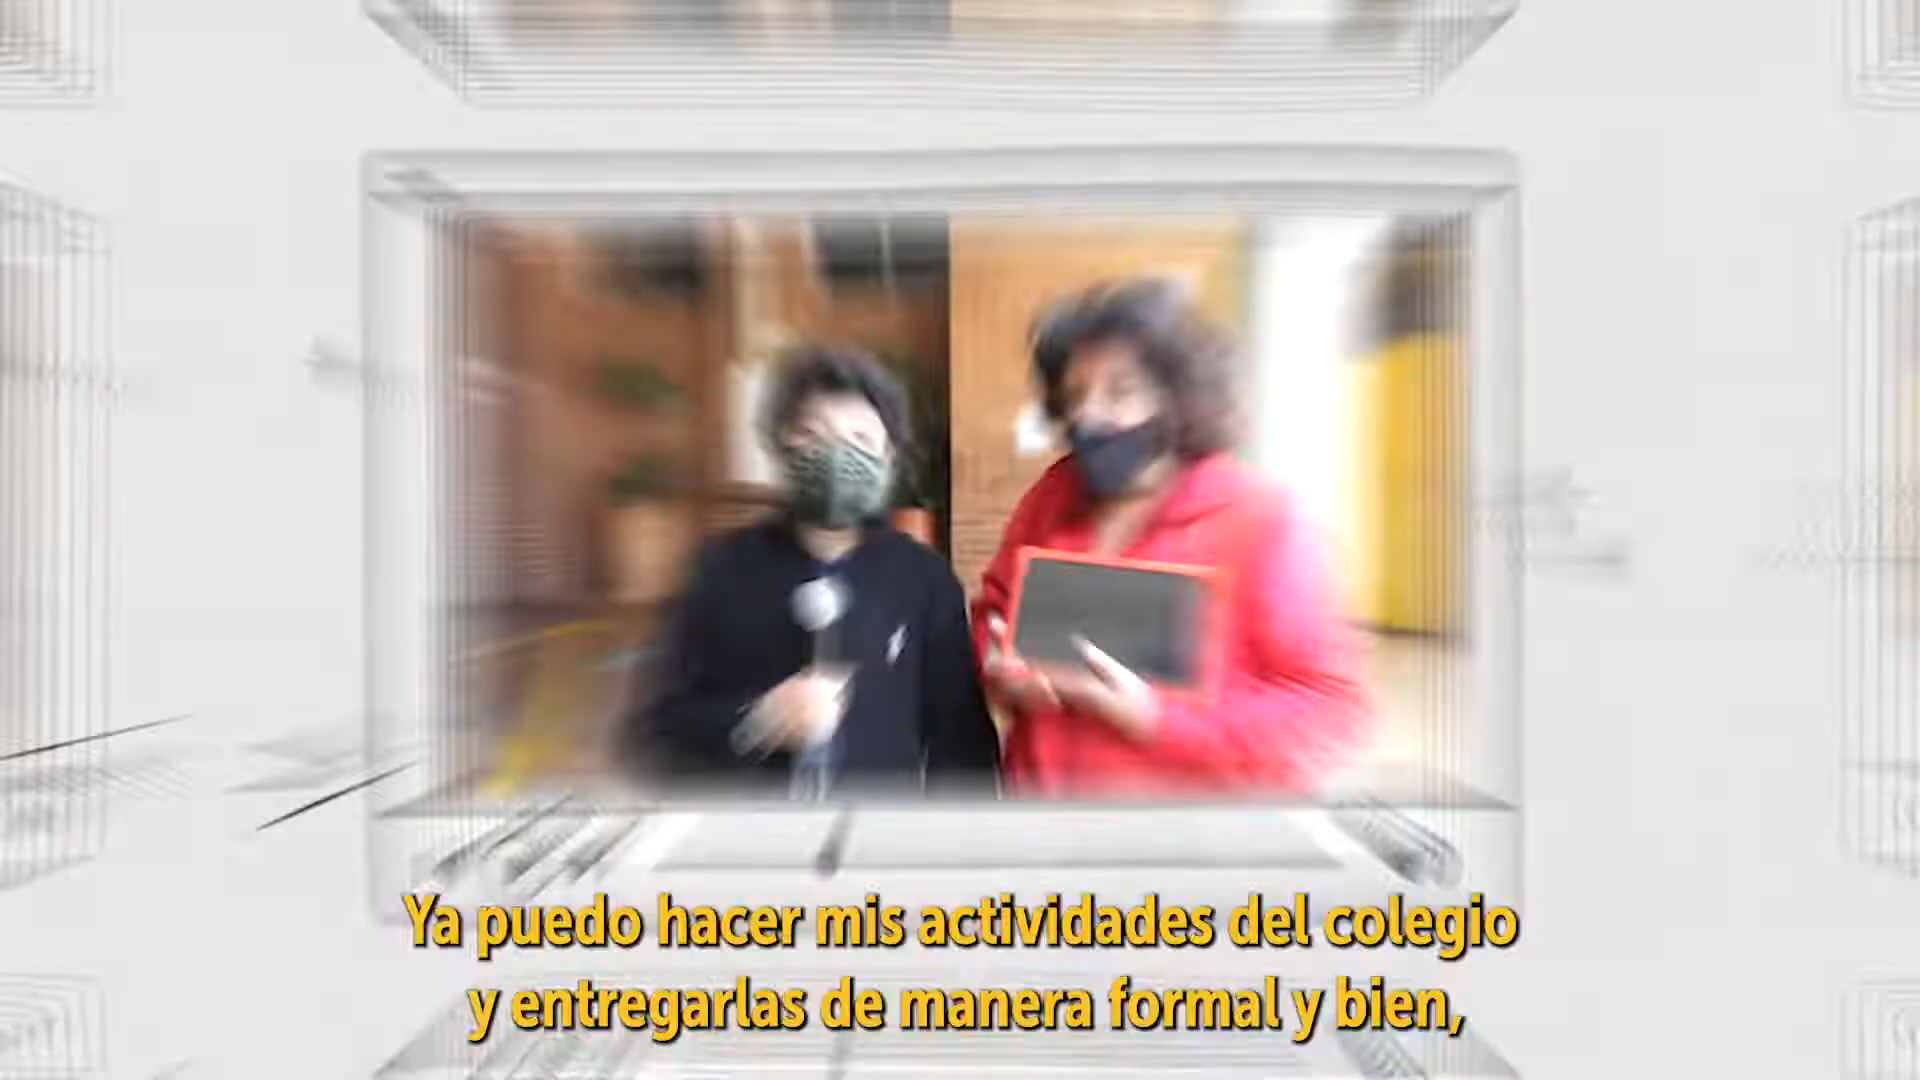 Ya puedo hacer mis actividades del colegio
y entregarlas de manera formal y bien,